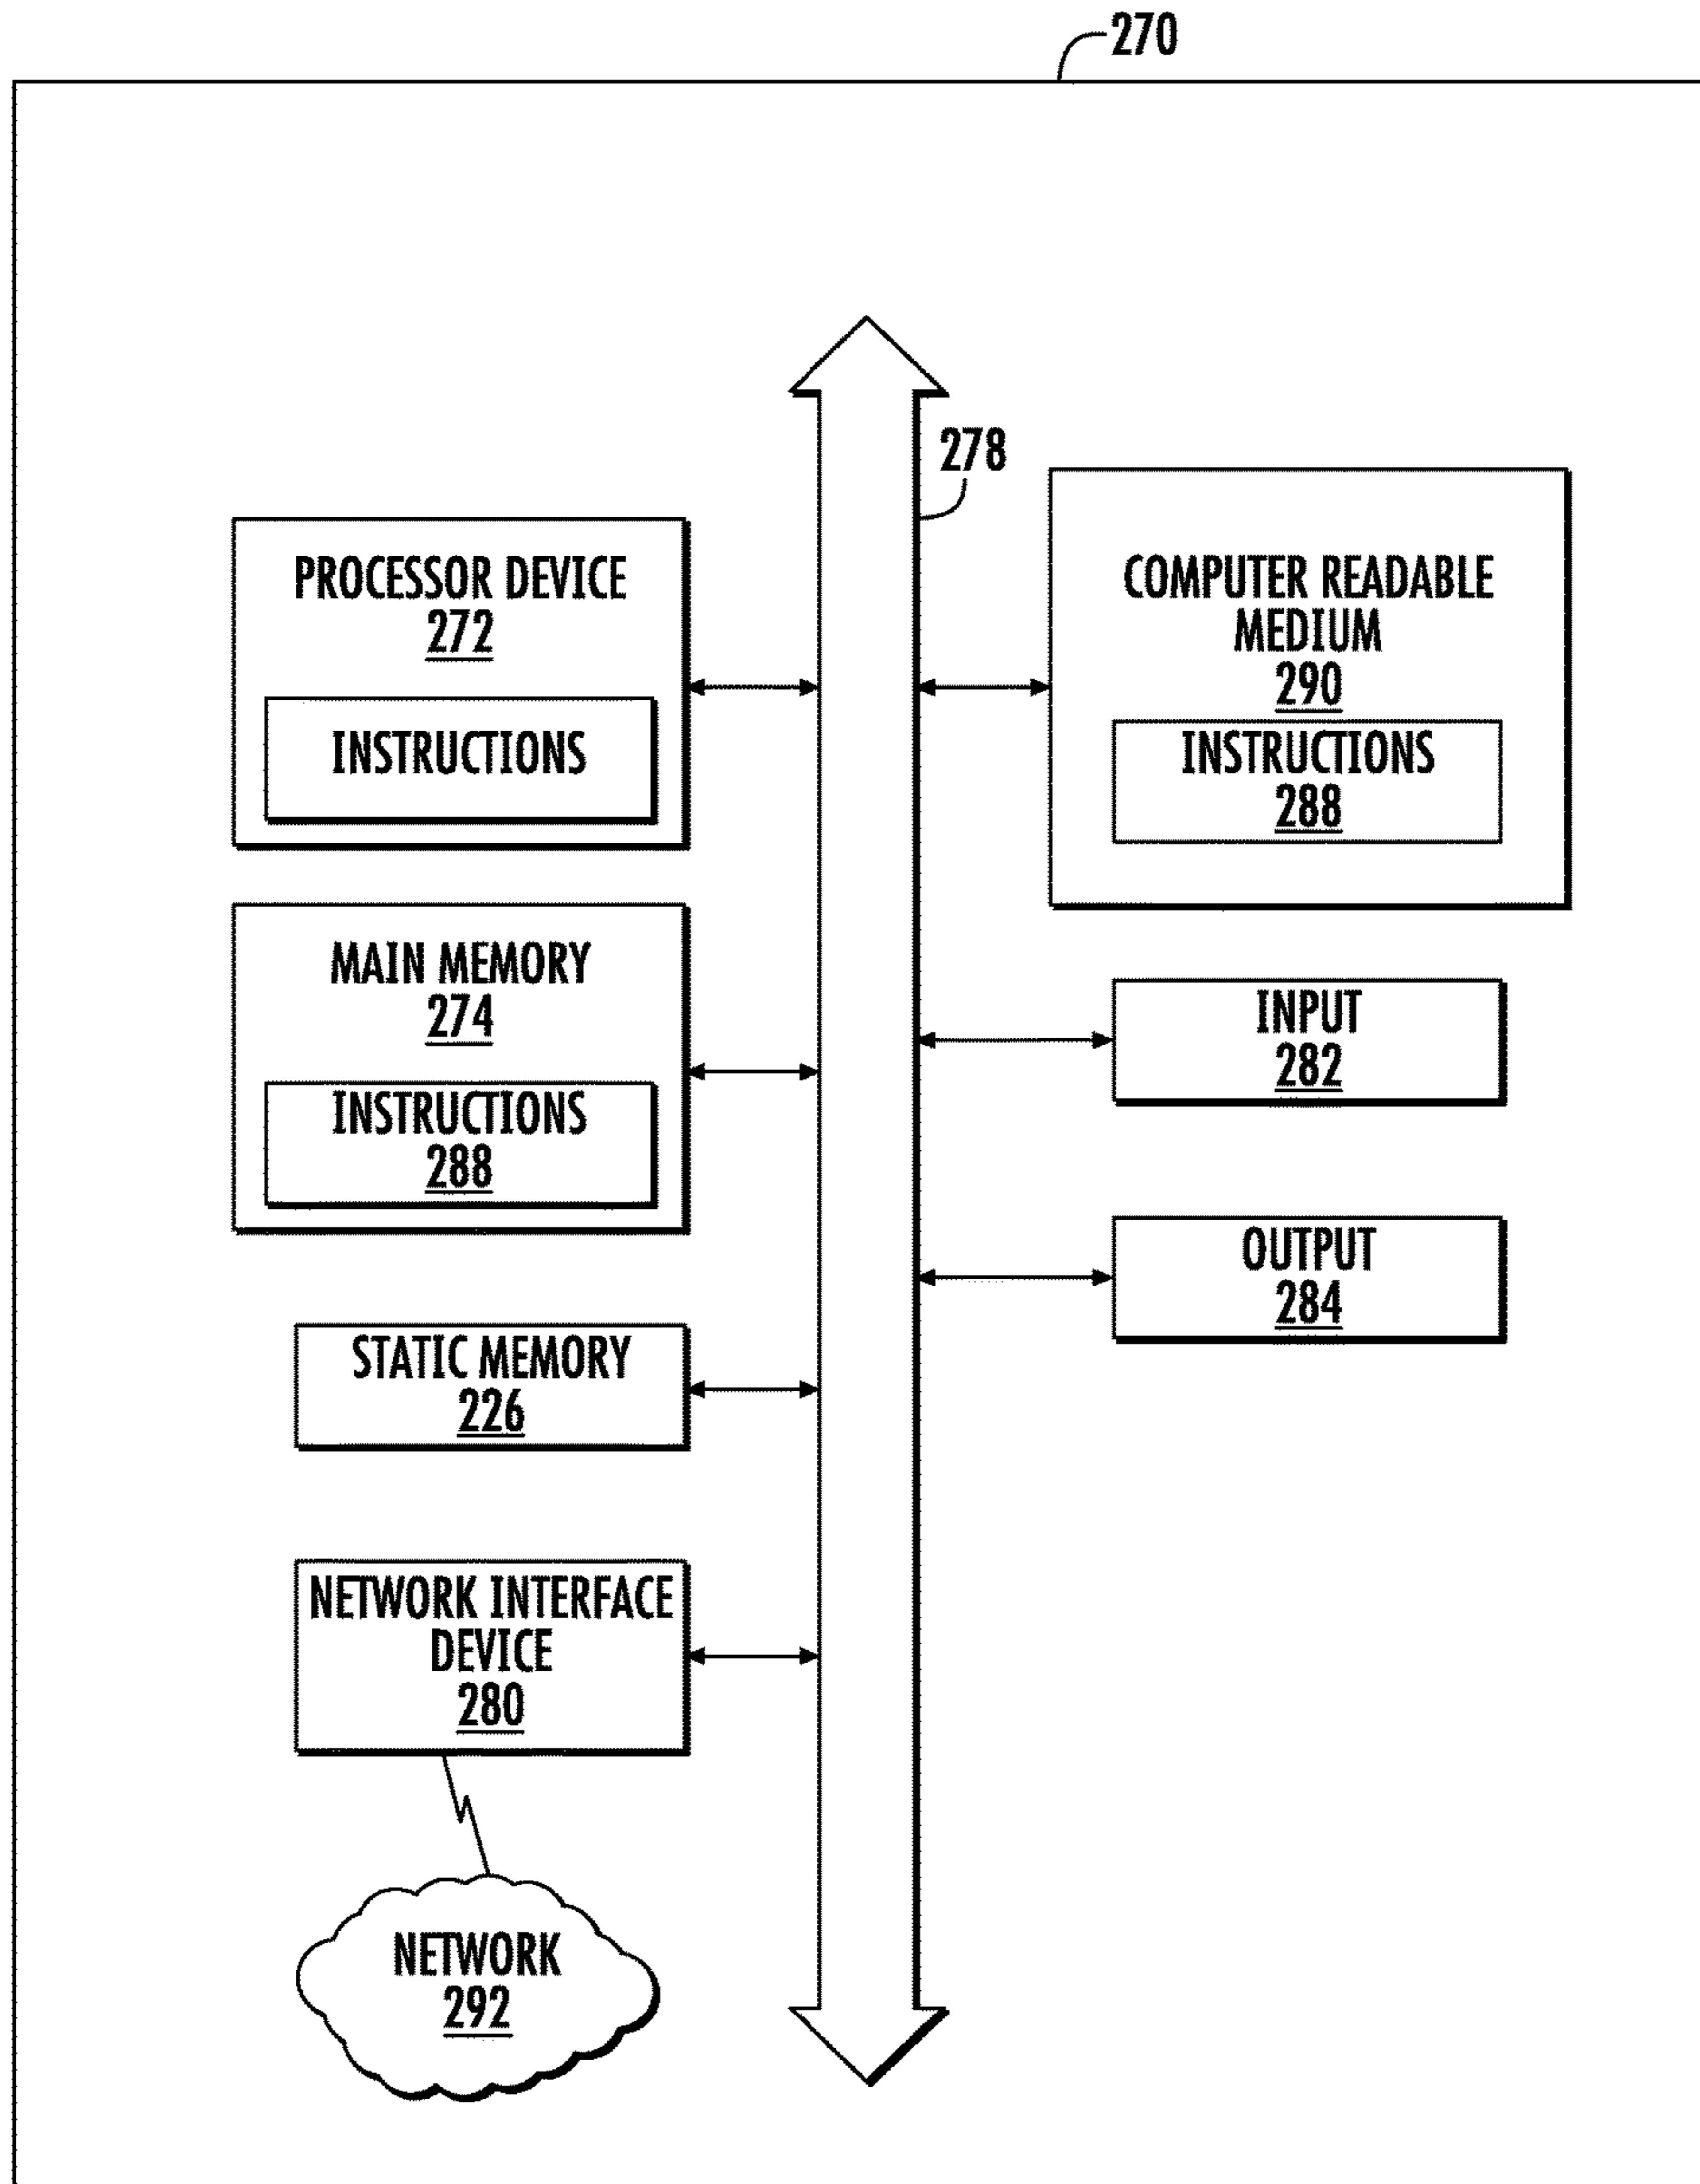 270
278
PROCESSOR DEVICE
272
INSTRUCTIONS
MAIN MEMORY
274
INSTRUCTIONS
288
STATIC MEMORY
226
NETWORK INTERFACE
DEVICE
280
NETWORK
292
COMPUTER READABLE
MEDIUM
290
INSTRUCTIONS
288
INPUT
282
OUTPUT
284